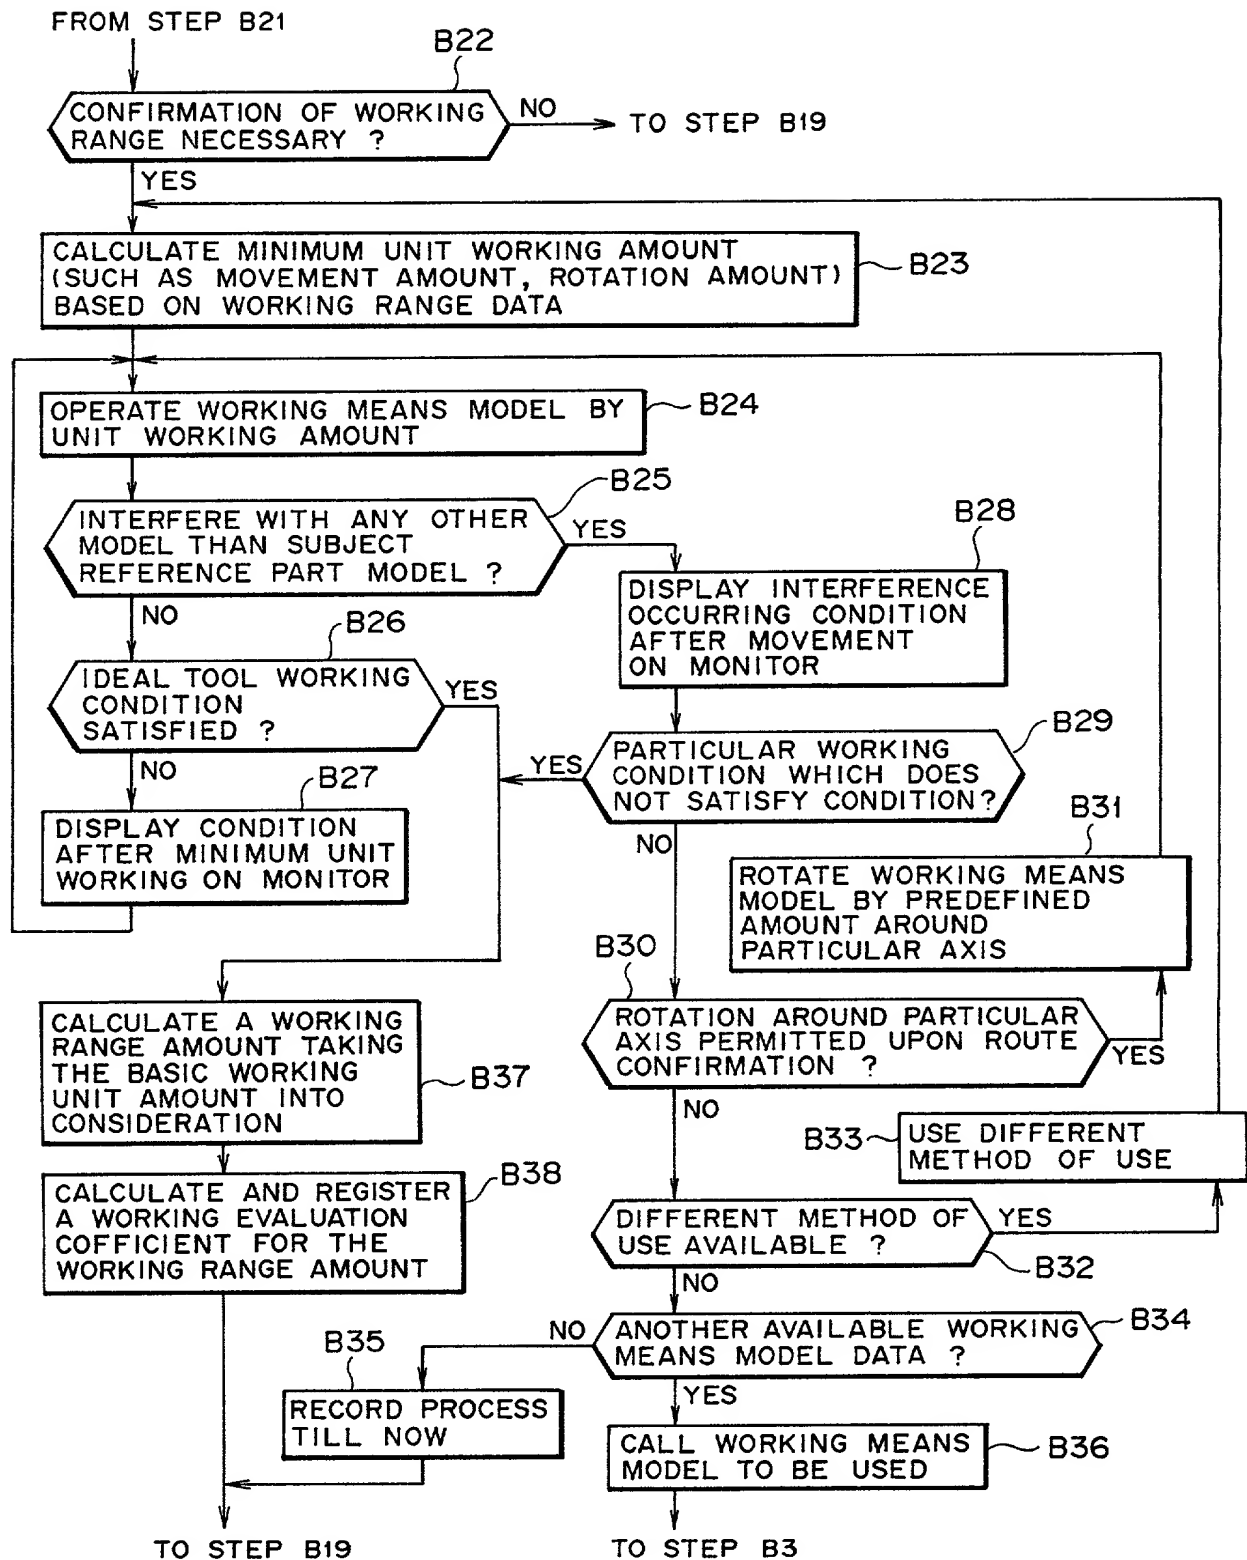 FROM STEP B21
B22
CONFIRMATION OF WORKING
RANGE NECESSARY ?
NO
TO STEP B19
YES
CALCULATE MINIMUM UNIT WORKING AMOUNT
(SUCH AS MOVEMENT AMOUNT, ROTATION AMOUNT)
BASED ON WORKING RANGE DATA
B23
OPERATE WORKING MEANS MODEL BY
UNIT WORKING AMOUNT
B24
B25
INTERFERE WITH ANY OTHER
MODEL THAN SUBJECT
REFERENCE PART MODEL ?
YES
NO
B28
DISPLAY INTERFERENCE
OCCURRING CONDITION
AFTER MOVEMENT
ON MONITOR
B26
IDEAL TOOL WORKING
CONDITION
SATISFIED ?
YES
NO
B29
PARTICULAR WORKING
CONDITION WHICH DOES
NOT SATISFY CONDITION?
YES
NO
B27
DISPLAY CONDITION
AFTER MINIMUM UNIT
WORKING ON MONITOR
B31
ROTATE WORKING MEANS
MODEL BY PREDEFINED
AMOUNT AROUND
PARTICULAR AXIS
B30
ROTATION AROUND PARTICULAR
AXIS PERMITTED UPON ROUTE
CONFIRMATION ?
YES
NO
CALCULATE A WORKING
RANGE AMOUNT TAKING
THE BASIC WORKING
UNIT AMOUNT INTO
CONSIDERATION
B37
B33
USE DIFFERENT
METHOD OF USE
B38
CALCULATE AND REGISTER
A WORKING EVALUATION
COFFICIENT FOR THE
WORKING RANGE AMOUNT
DIFFERENT METHOD OF
USE AVAILABLE ?
YES
B32
NO
ANOTHER AVAILABLE WORKING
MEANS MODEL DATA ?
B34
NO
YES
B35
RECORD PROCESS
TILL NOW
CALL WORKING MEANS
MODEL TO BE USED
B36
TO STEP B19
TO STEP B3